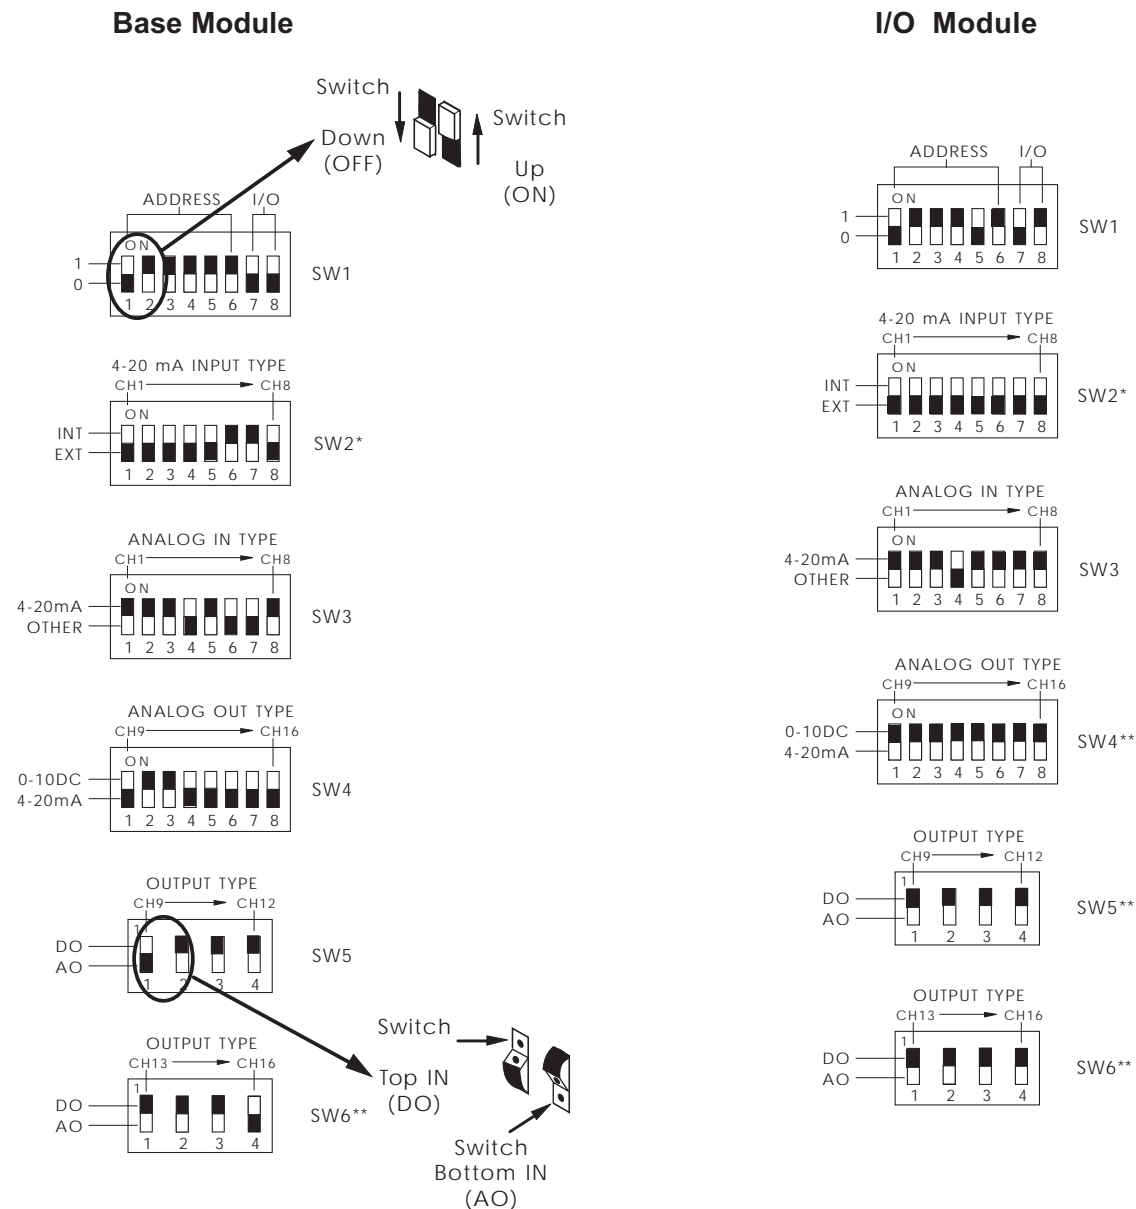 Base Module
Switch
Down
(OFF)
Switch
Up
(ON)
ADDRESS I/O
ON
1
0
1 2 3 4 5 6 7 8
SW1
4-20 mA INPUT TYPE
CH1 CH8
ON
INT
EXT
1 2 3 4 5 6 7 8
SW2*
ANALOG IN TYPE
CH1 CH8
ON
4-20mA
OTHER
1 2 3 4 5 6 7 8
SW3
ANALOG OUT TYPE
CH9 CH16
ON
0-10DC
4-20mA
1 2 3 4 5 6 7 8
SW4
OUTPUT TYPE
CH9 CH12
1
DO
AO
1 2 3 4
SW5
Switch
Top IN
(DO)
Switch
Bottom IN
(AO)
OUTPUT TYPE
CH13 CH16
1
DO
AO
1 2 3 4
SW6**
I/O Module
ADDRESS I/O
ON
1
0
1 2 3 4 5 6 7 8
SW1
4-20 mA INPUT TYPE
CH1 CH8
ON
INT
EXT
1 2 3 4 5 6 7 8
SW2*
ANALOG IN TYPE
CH1 CH8
ON
4-20mA
OTHER
1 2 3 4 5 6 7 8
SW3
ANALOG OUT TYPE
CH9 CH16
ON
0-10DC
4-20mA
1 2 3 4 5 6 7 8
SW4**
OUTPUT TYPE
CH9 CH12
1
DO
AO
1 2 3 4
SW5**
OUTPUT TYPE
CH13 CH16
1
DO
AO
1 2 3 4
SW6**